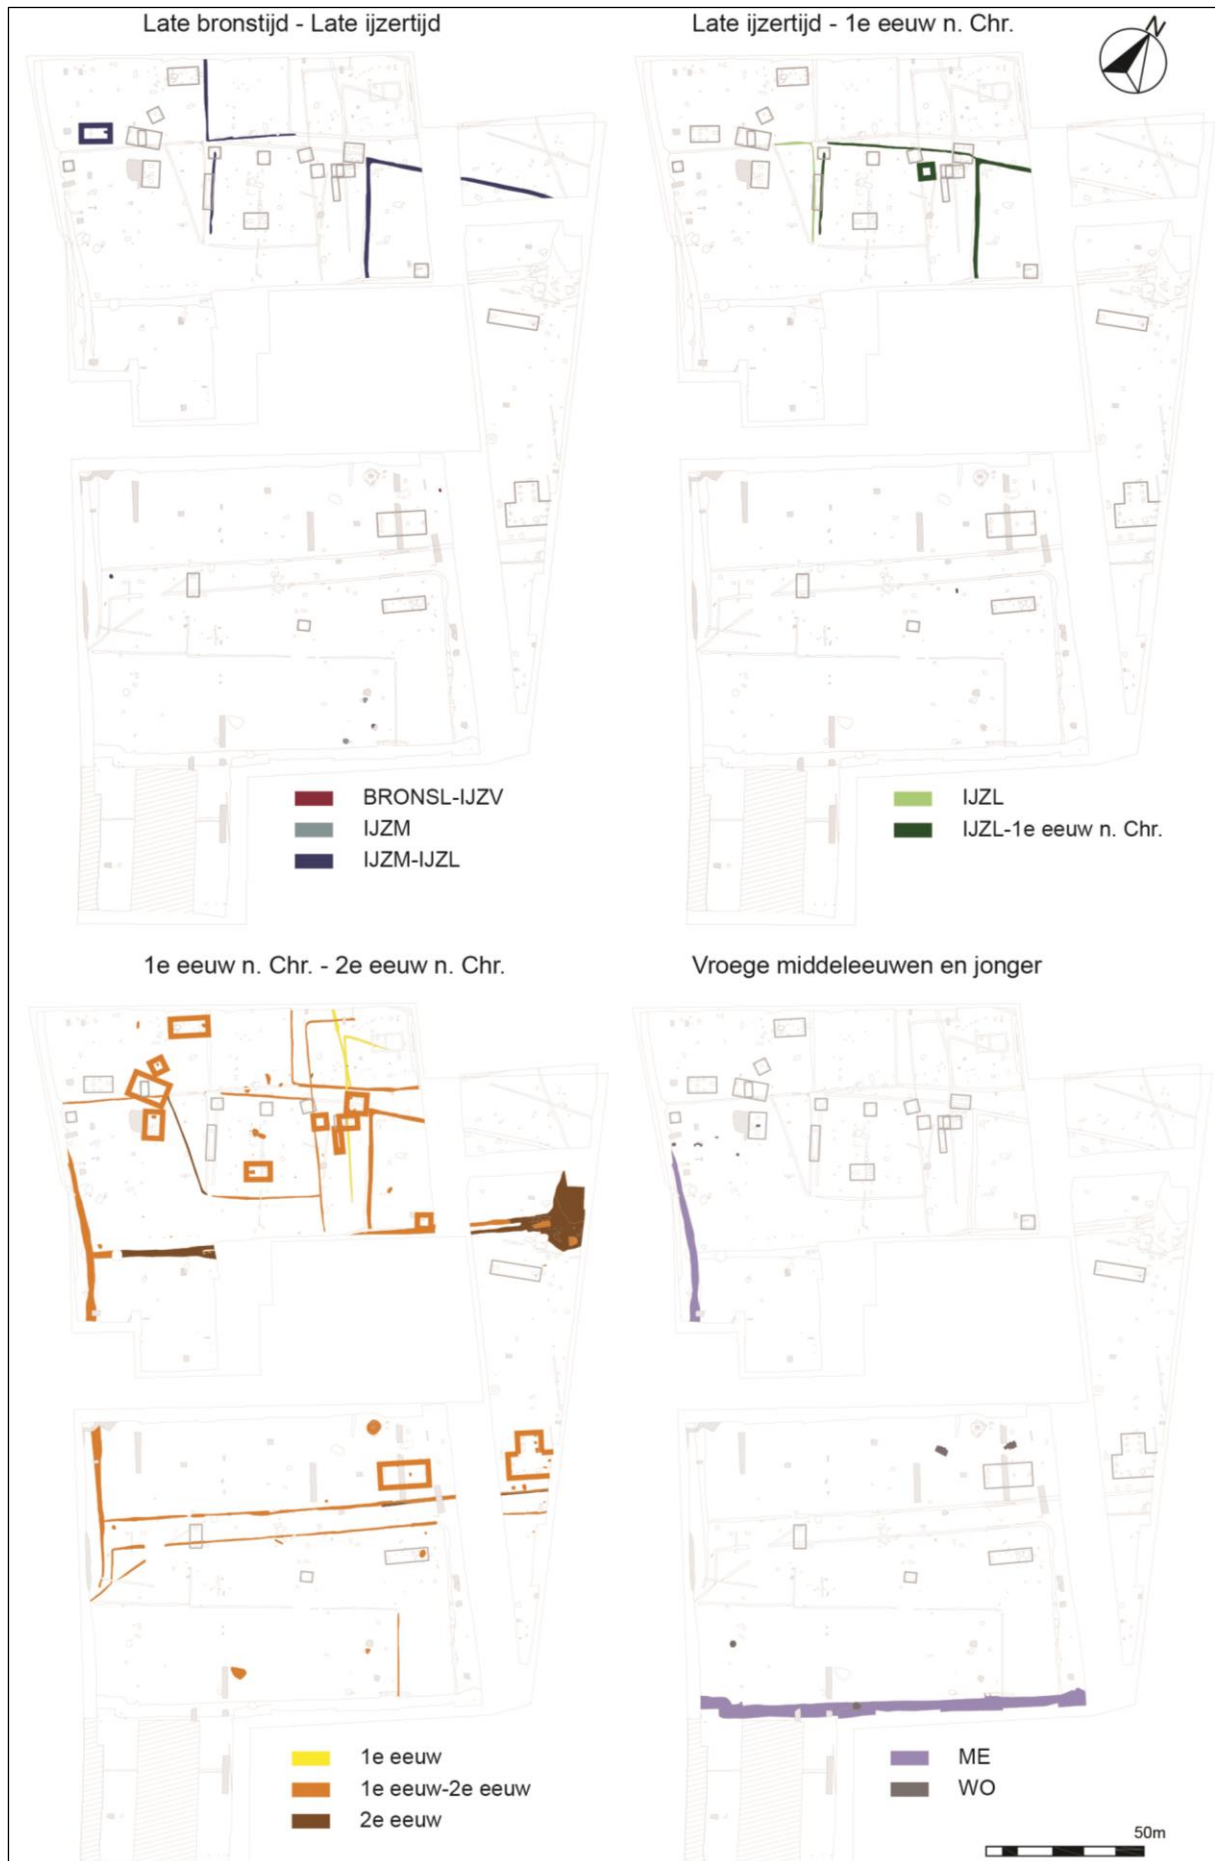 Late bronstijd - Late ijzertijd
Late ijzertijd - 1e eeuw n. Chr.
N
BRONSL-IJZV
IJZM
IJZM-IJZL
IJZL
IJZL-1e eeuw n. Chr.
1e eeuw n. Chr. - 2e eeuw n. Chr.
Vroege middeleeuwen en jonger
1e eeuw
1e eeuw-2e eeuw
2e eeuw
ME
WO
50m